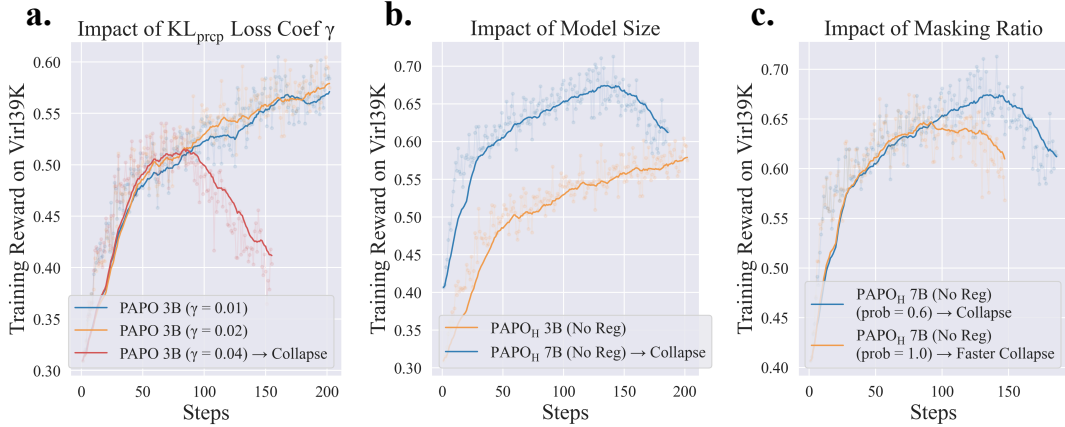 a.
Impact of KL_prcp Loss Coef γ
Training Reward on Virl39K
0.60
0.55
0.50
0.45
0.40
0.35
0.30
PAPO 3B (γ = 0.01)
PAPO 3B (γ = 0.02)
PAPO 3B (γ = 0.04) → Collapse
0 50 100 150 200
Steps
b.
Impact of Model Size
Training Reward on Virl39K
0.70
0.65
0.60
0.55
0.50
0.45
0.40
0.35
0.30
PAPO_H 3B (No Reg)
PAPO_H 7B (No Reg) → Collapse
0 50 100 150 200
Steps
c.
Impact of Masking Ratio
Training Reward on Virl39K
0.70
0.65
0.60
0.55
0.50
0.45
0.40
PAPO_H 7B (No Reg)
(prob = 0.6) → Collapse
PAPO_H 7B (No Reg)
(prob = 1.0) → Faster Collapse
0 50 100 150
Steps